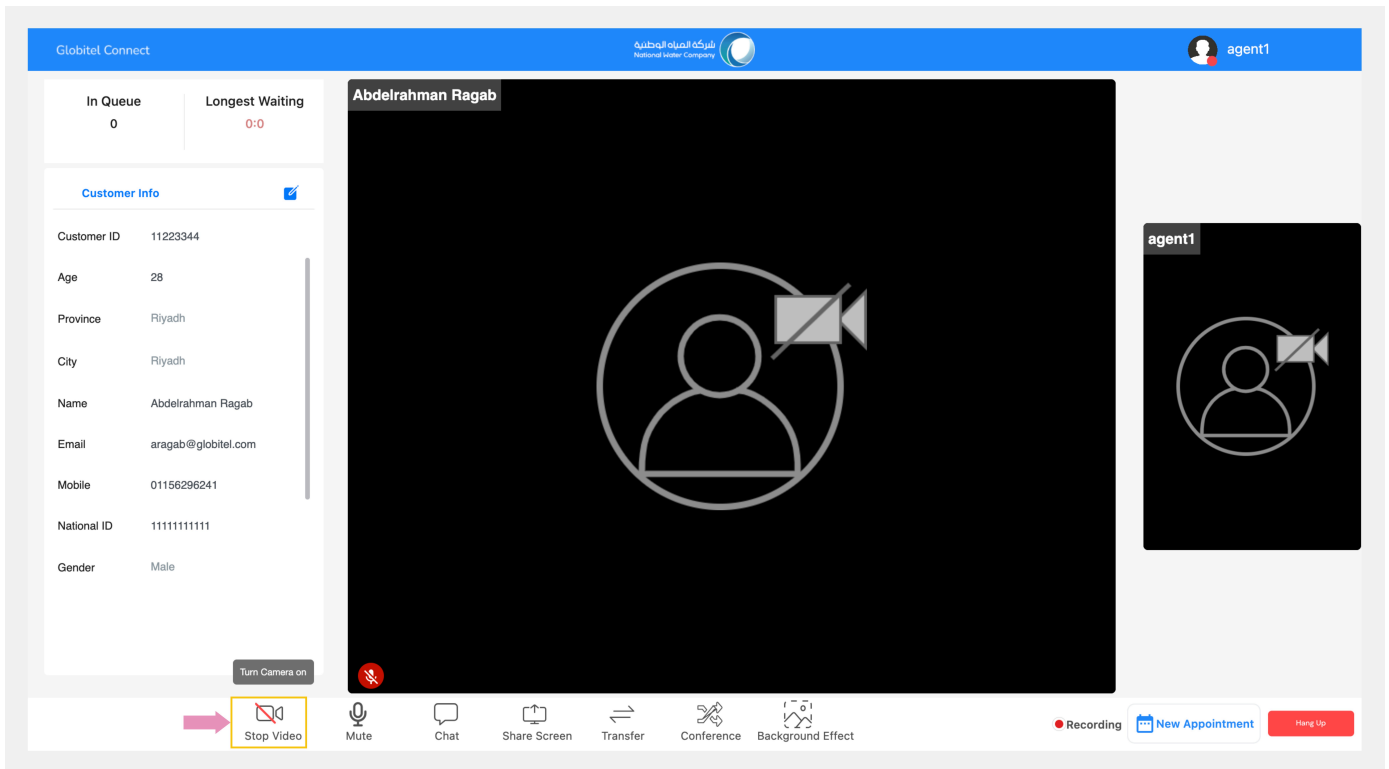 Globitel Connect
شركة المياه الوطنية
National Water Company
agent1
In Queue
0
Longest Waiting
0:0
Customer Info
Customer ID 11223344
Age 28
Province Riyadh
City Riyadh
Name Abdelrahman Ragab
Email aragab@globitel.com
Mobile 01156296241
National ID 11111111111
Gender Male
Abdelrahman Ragab
agent1
Turn Camera on
Stop Video
Mute
Chat
Share Screen
Transfer
Conference
Background Effect
Recording
New Appointment
Hang Up